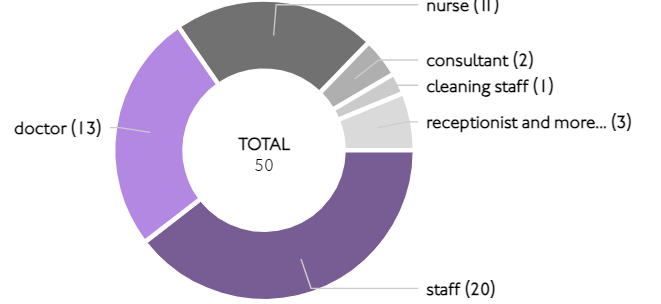 nurse (11)
consultant (2)
cleaning staff (1)
receptionist and more... (3)
doctor (13)
TOTAL
50
staff (20)